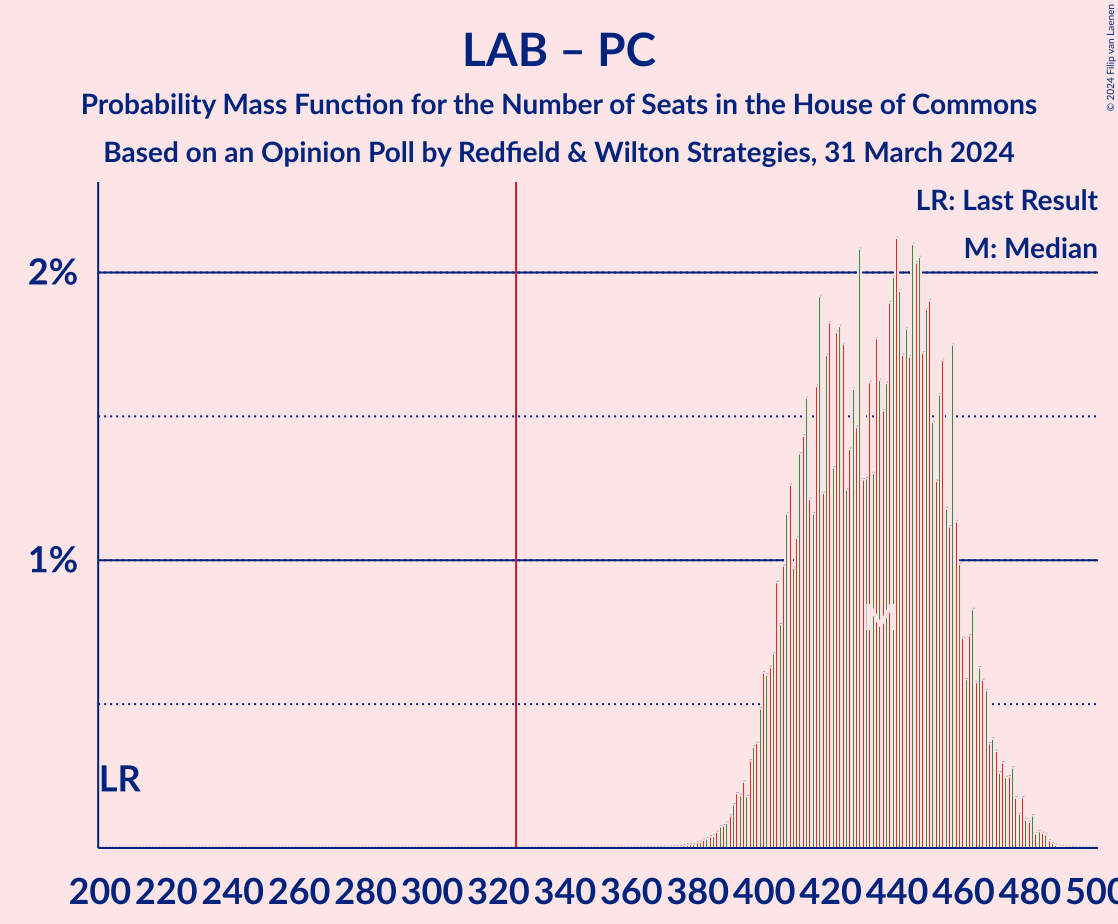 LAB – PC
Probability Mass Function for the Number of Seats in the House of Commons
Based on an Opinion Poll by Redfield & Wilton Strategies, 31 March 2024
© 2024 Filip van Laenen
LR: Last Result
M: Median
2%
1%
M
LR
200 220 240 260 280 300 320 340 360 380 400 420 440 460 480 500